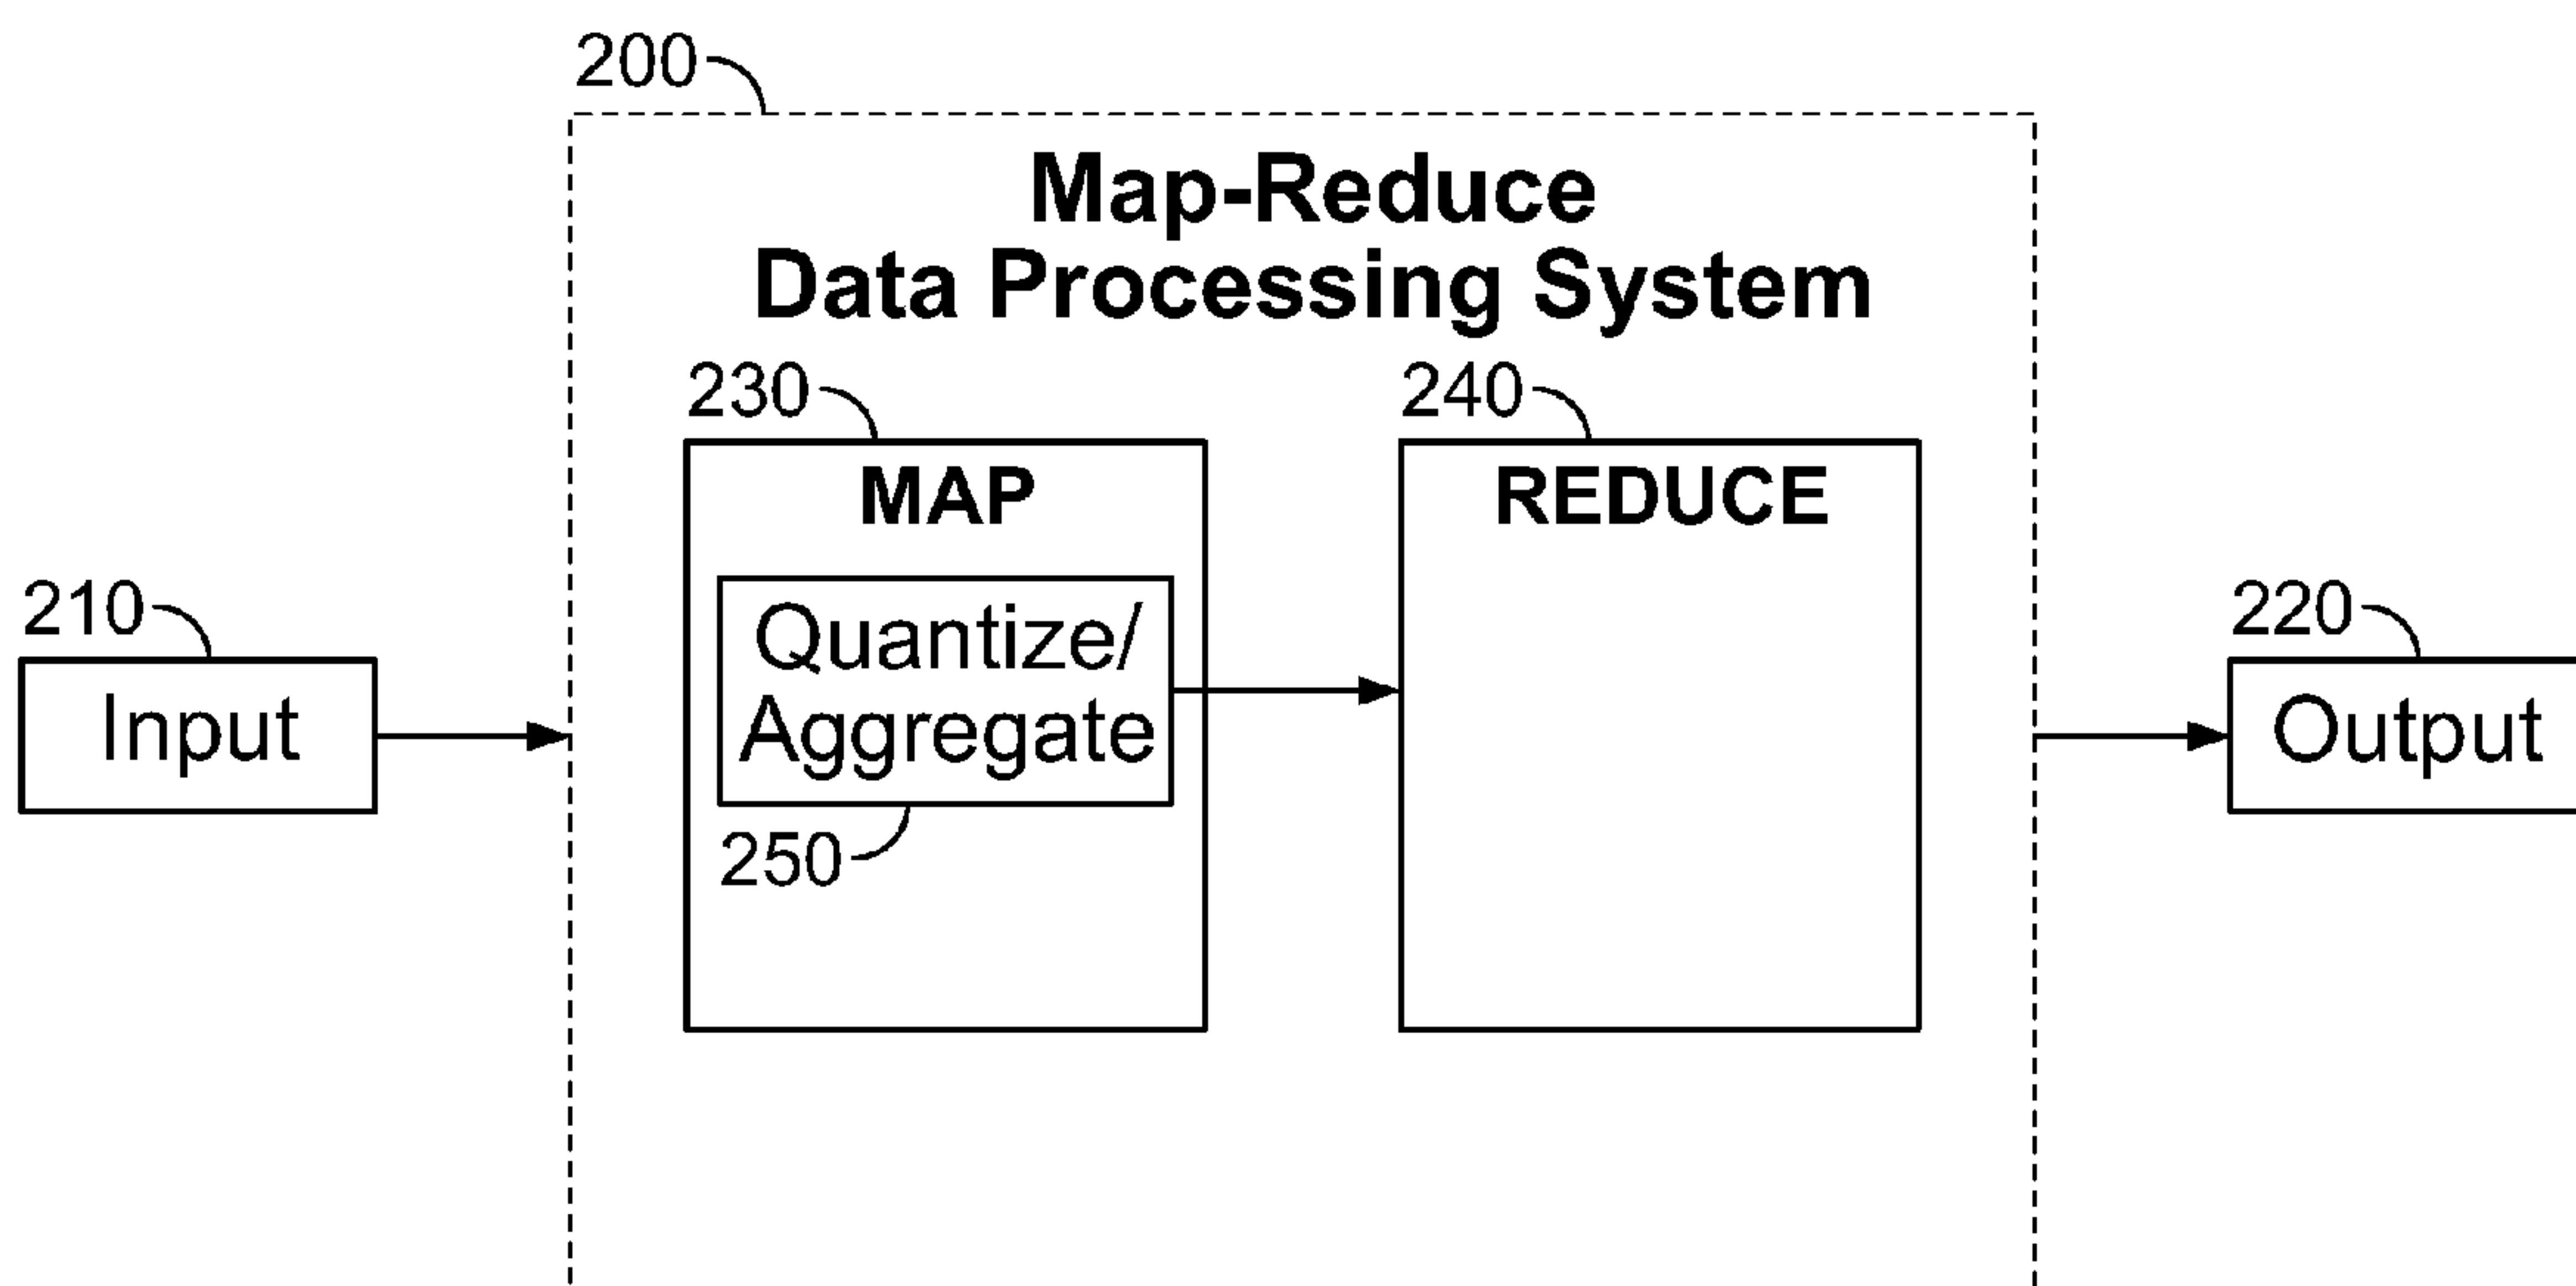 200
Map-Reduce
Data Processing System
230
240
MAP
REDUCE
210
Input
Quantize/
Aggregate
250
220
Output